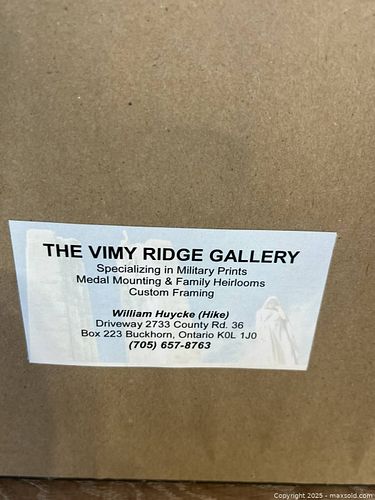 THE VIMY RIDGE GALLERY
Specializing in Military Prints
Medal Mounting & Family Heirlooms
Custom Framing
William Huycke (Hike)
Driveway 2733 County Rd. 36
Box 223 Buckhorn, Ontario K0L 1J0
(705) 657-8763
Copyright 2025 - maxsold.com